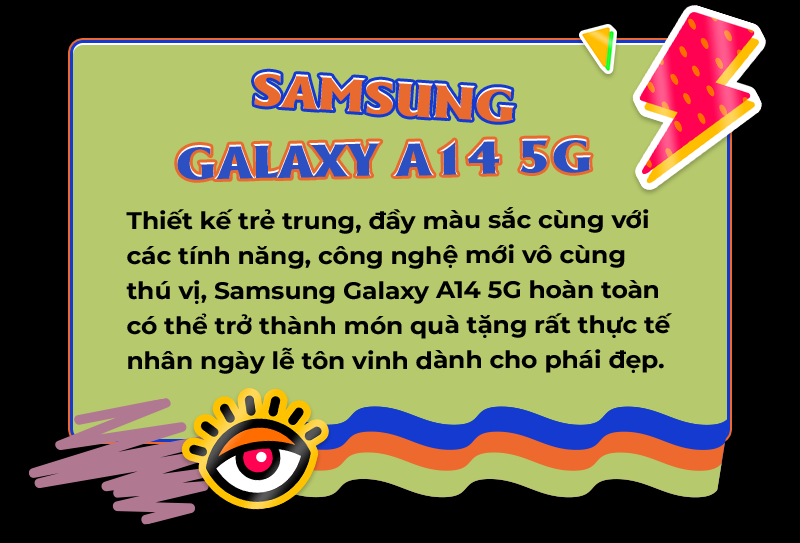 SAMSUNG
GALAXY A14 5G
Thiết kế trẻ trung, đầy màu sắc cùng với
các tính năng, công nghệ mới vô cùng
thú vị, Samsung Galaxy A14 5G hoàn toàn
có thể trở thành món quà tặng rất thực tế
nhân ngày lễ tôn vinh dành cho phái đẹp.